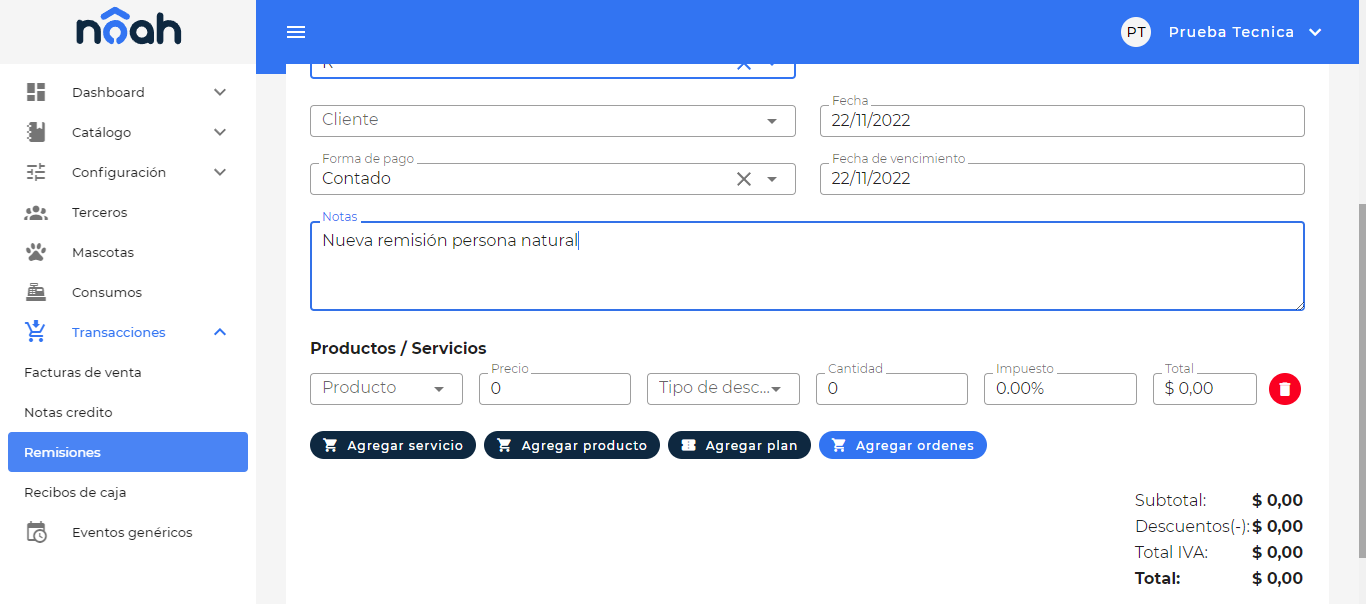 nôah
PT Prueba Tecnica
Dashboard
Catálogo
Configuración
Terceros
Mascotas
Consumos
Transacciones
Facturas de venta
Notas credito
Remisiones
Recibos de caja
Eventos genéricos
Cliente
Fecha
22/11/2022
Forma de pago
Contado
Fecha de vencimiento
22/11/2022
Notas
Nueva remisión persona natural
Productos / Servicios
Producto
Precio
0
Tipo de desc...
Cantidad
0
Impuesto
0.00%
Total
$ 0,00
Agregar servicio
Agregar producto
Agregar plan
Agregar ordenes
Subtotal: $ 0,00
Descuentos(-): $ 0,00
Total IVA: $ 0,00
Total: $ 0,00